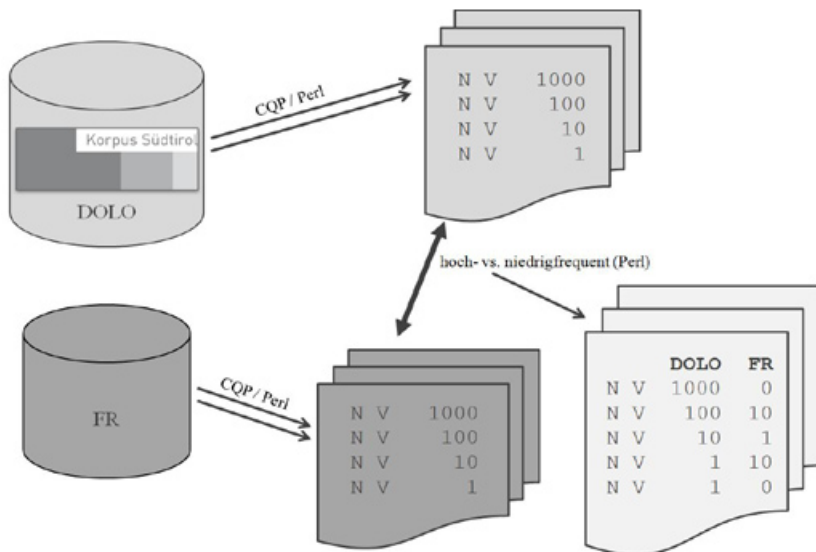 Korpus Südtirol
DOLO
CQP / Perl
N V 1000
N V 100
N V 10
N V 1
hoch- vs. niedrigfrequent (Perl)
FR
CQP / Perl
N V 1000
N V 100
N V 10
N V 1
DOLO FR
N V 1000 0
N V 100 10
N V 10 1
N V 1 10
N V 1 0